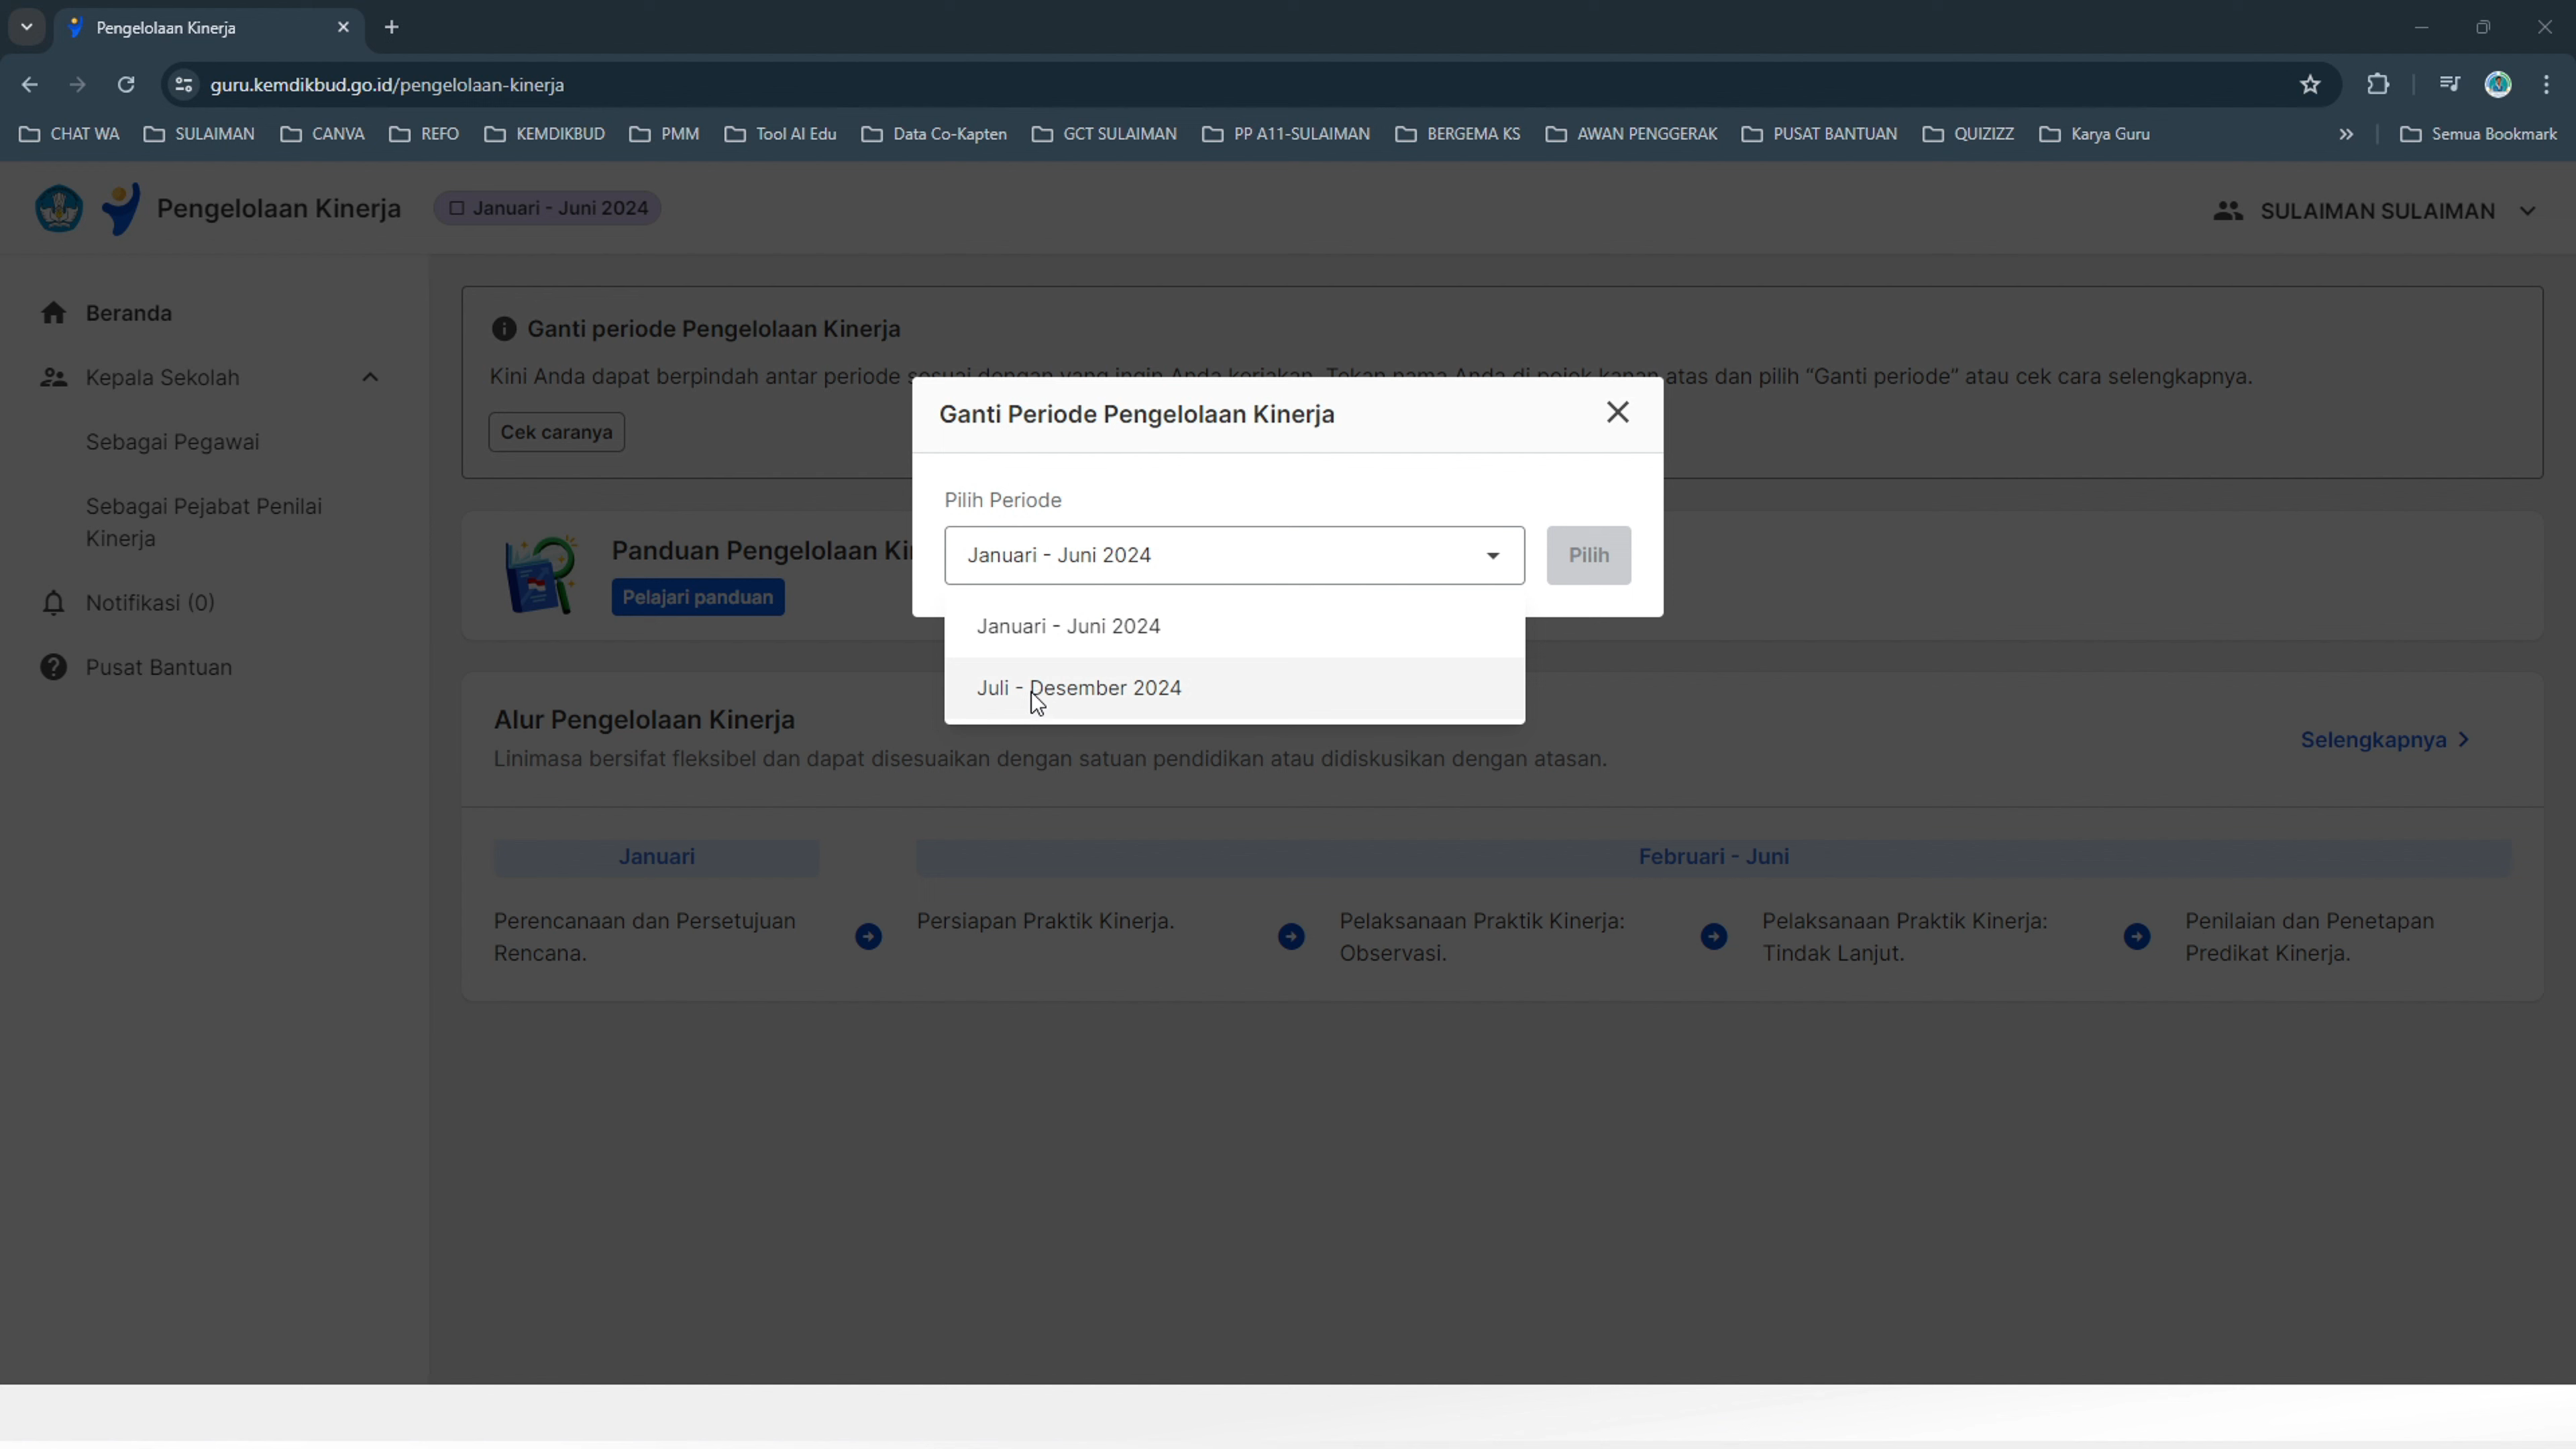 Pengelolaan Kinerja
guru.kemdikbud.go.id/pengelolaan-kinerja
CHAT WA SULAIMAN CANVA REFO KEMDIKBUD PMM Tool AI Edu Data Co-Kapten GCT SULAIMAN PP A11-SULAIMAN BERGEMA KS AWAN PENGGERAK PUSAT BANTUAN QUIZIZZ Karya Guru Semua Bookmark
Pengelolaan Kinerja Januari - Juni 2024 SULAIMAN SULAIMAN
Beranda
Kepala Sekolah
Sebagai Pegawai
Sebagai Pejabat Penilai
Kinerja
Notifikasi (0)
Pusat Bantuan
Ganti periode Pengelolaan Kinerja
Kini Anda dapat berpindah antar periode sesuai dengan yang ingin Anda kerjakan. Tekan nama Anda di pojok kanan atas dan pilih “Ganti periode” atau cek cara selengkapnya.
Cek caranya
Ganti Periode Pengelolaan Kinerja
Pilih Periode
Januari - Juni 2024 Pilih
Januari - Juni 2024
Juli - Desember 2024
Panduan Pengelolaan
Pelajari panduan
Alur Pengelolaan Kinerja
Linimasa bersifat fleksibel dan dapat disesuaikan dengan satuan pendidikan atau didiskusikan dengan atasan.
Selengkapnya
Januari
Februari - Juni
Perencanaan dan Persetujuan
Rencana.
Persiapan Praktik Kinerja.
Pelaksanaan Praktik Kinerja:
Observasi.
Pelaksanaan Praktik Kinerja:
Tindak Lanjut.
Penilaian dan Penetapan
Predikat Kinerja.